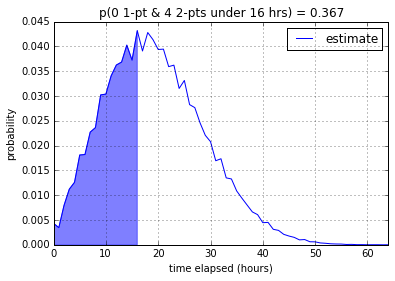 p(0 1-pt & 4 2-pts under 16 hrs) = 0.367
estimate
probability
0.045
0.040
0.035
0.030
0.025
0.020
0.015
0.010
0.005
0.000
0 10 20 30 40 50 60
time elapsed (hours)